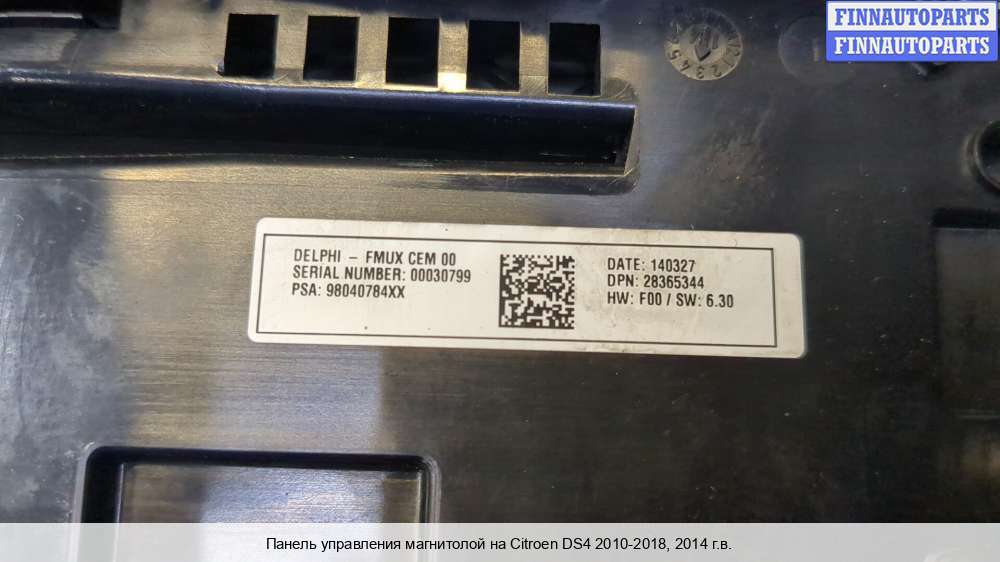 FINNAUTOPARTS
FINNAUTOPARTS
DELPHI – FMUX CEM 00
SERIAL NUMBER: 00030799
PSA: 98040784XX
DATE: 140327
DPN: 28365344
HW: F00 / SW: 6.30
Панель управления магнитолой на Citroen DS4 2010-2018, 2014 г.в.